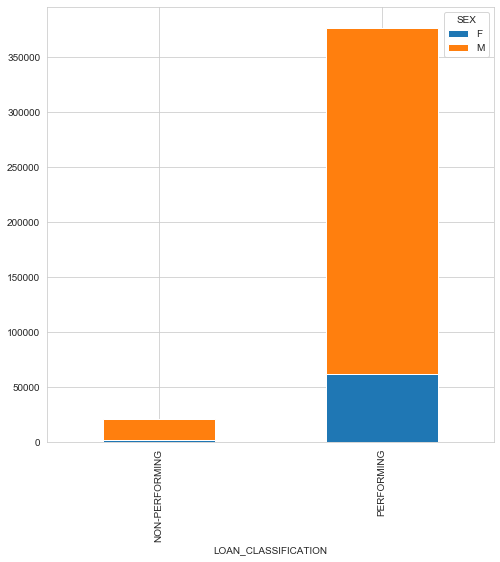 SEX
F
M
350000
300000
250000
200000
150000
100000
50000
0
NON-PERFORMING
PERFORMING
LOAN_CLASSIFICATION